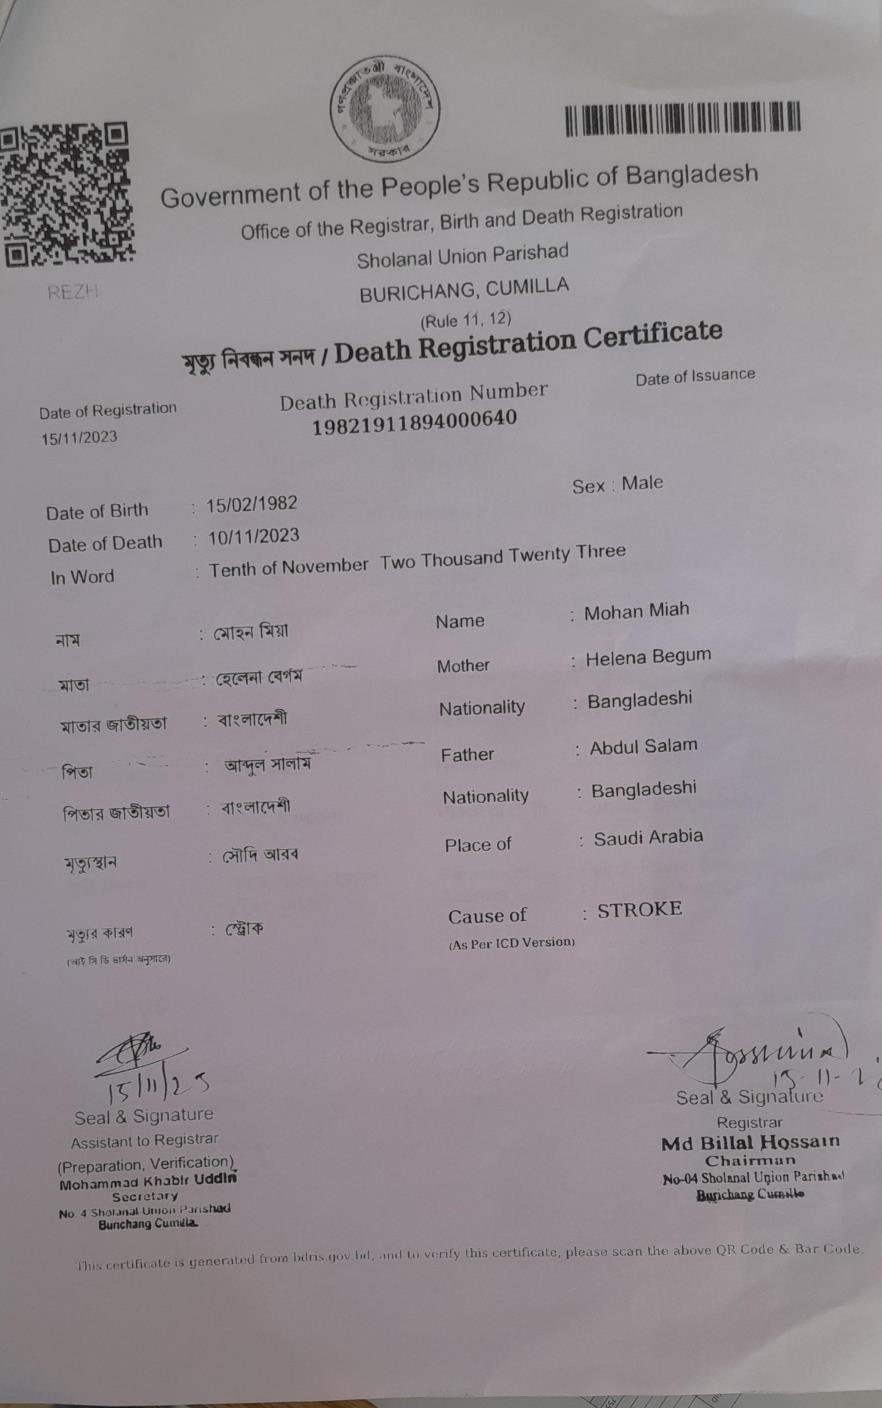 গণপ্রজাতন্ত্রী বাংলাদেশ
সরকার
REZH
Government of the People's Republic of Bangladesh
Office of the Registrar, Birth and Death Registration
Sholanal Union Parishad
BURICHANG, CUMILLA
(Rule 11, 12)
মৃত্যু নিবন্ধন সনদ / Death Registration Certificate
Date of Registration Death Registration Number Date of Issuance
15/11/2023 19821911894000640
Date of Birth : 15/02/1982 Sex : Male
Date of Death : 10/11/2023
In Word : Tenth of November Two Thousand Twenty Three
নাম : মোহন মিয়া Name : Mohan Miah
মাতা : হেলেনা বেগম Mother : Helena Begum
মাতার জাতীয়তা : বাংলাদেশী Nationality : Bangladeshi
পিতা : আব্দুল সালাম Father : Abdul Salam
পিতার জাতীয়তা : বাংলাদেশী Nationality : Bangladeshi
মৃত্যুস্থান : সৌদি আরব Place of : Saudi Arabia
মৃত্যুর কারণ : স্ট্রোক Cause of : STROKE
(আই সি ডি ভার্সন অনুসারে) (As Per ICD Version)
15/11/23 15-11-2
Seal & Signature Seal & Signature
Assistant to Registrar Registrar
(Preparation, Verification) Md Billal Hossain
Mohammad Khabir Uddin Chairman
Secretary No-04 Sholanal Union Parishad
No. 4 Sholanal Union Parishad Burichang Cumilla
Burichang Cumilla.
This certificate is generated from bdris.gov.bd, and to verify this certificate, please scan the above QR Code & Bar Code.